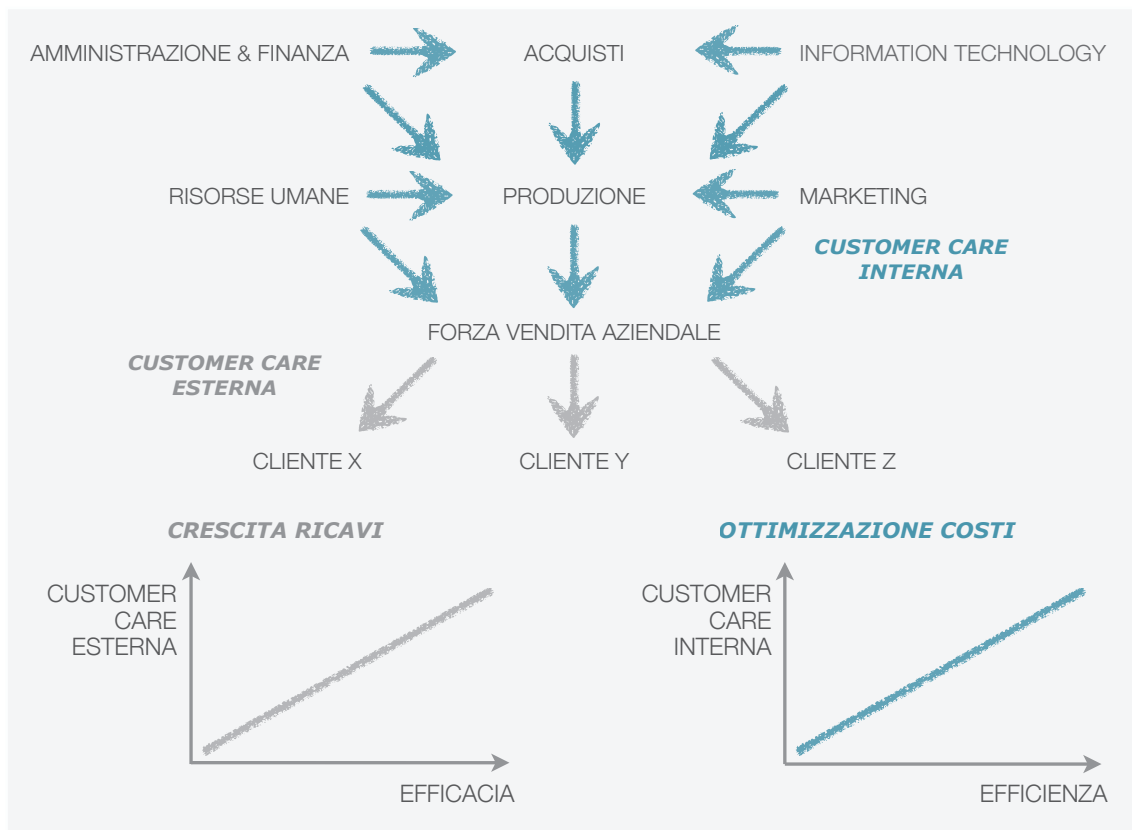 AMMINISTRAZIONE & FINANZA
ACQUISTI
INFORMATION TECHNOLOGY
RISORSE UMANE
PRODUZIONE
MARKETING
CUSTOMER CARE
INTERNA
FORZA VENDITA AZIENDALE
CUSTOMER CARE
ESTERNA
CLIENTE X
CLIENTE Y
CLIENTE Z
CRESCITA RICAVI
CUSTOMER
CARE
ESTERNA
EFFICACIA
OTTIMIZZAZIONE COSTI
CUSTOMER
CARE
INTERNA
EFFICIENZA